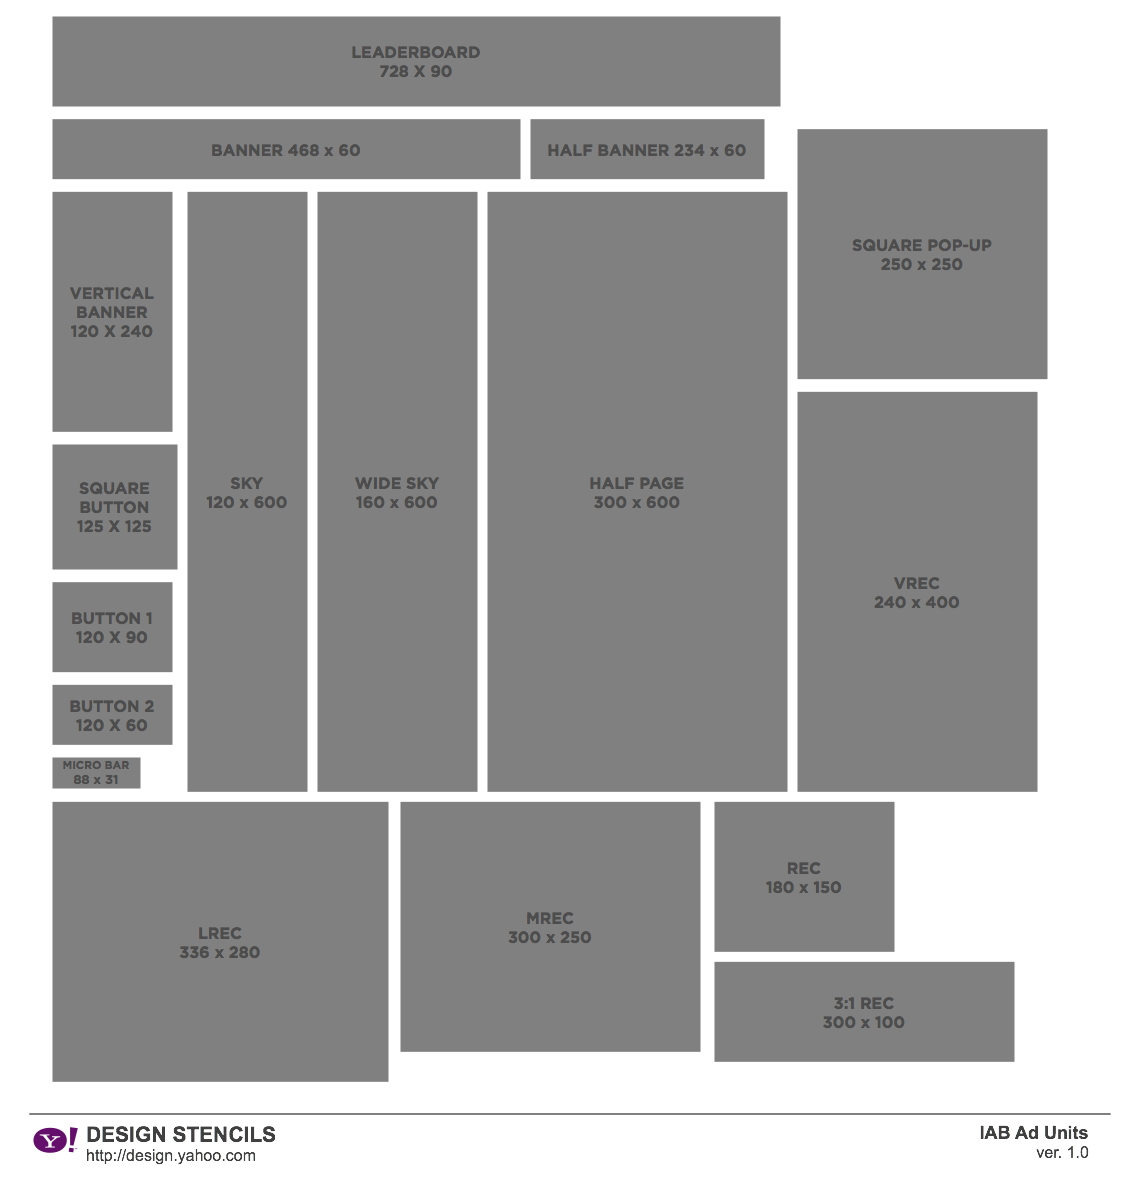 LEADERBOARD
728 X 90
BANNER 468 x 60
HALF BANNER 234 x 60
SQUARE POP-UP
250 x 250
VERTICAL
BANNER
120 X 240
SQUARE
BUTTON
125 X 125
SKY
120 x 600
WIDE SKY
160 x 600
HALF PAGE
300 x 600
VREC
240 x 400
BUTTON 1
120 X 90
BUTTON 2
120 X 60
MICRO BAR
88 x 31
LREC
336 x 280
MREC
300 x 250
REC
180 x 150
3:1 REC
300 x 100
Y!
DESIGN STENCILS
http://design.yahoo.com
IAB Ad Units
ver. 1.0